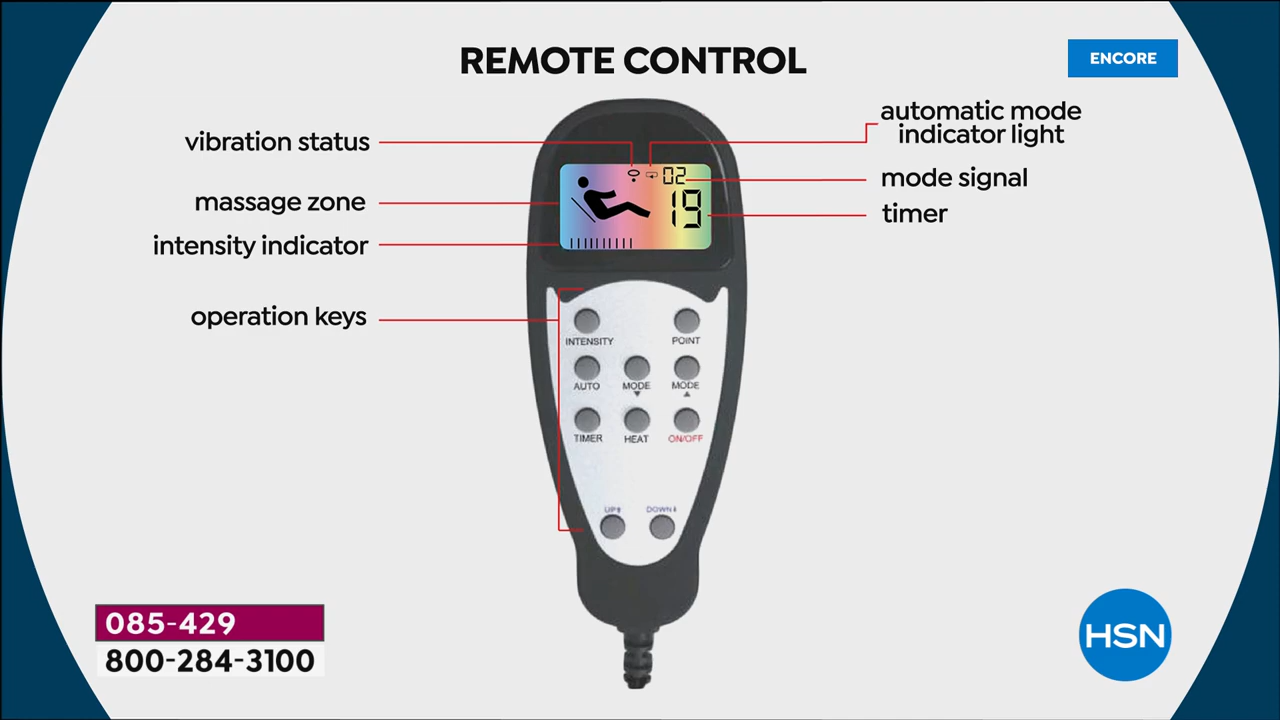 REMOTE CONTROL
ENCORE
automatic mode
indicator light
vibration status
mode signal
massage zone
timer
intensity indicator
operation keys
02
19
INTENSITY
POINT
AUTO
MODE
MODE
TIMER
HEAT
ON/OFF
UP
DOWN
085-429
800-284-3100
HSN